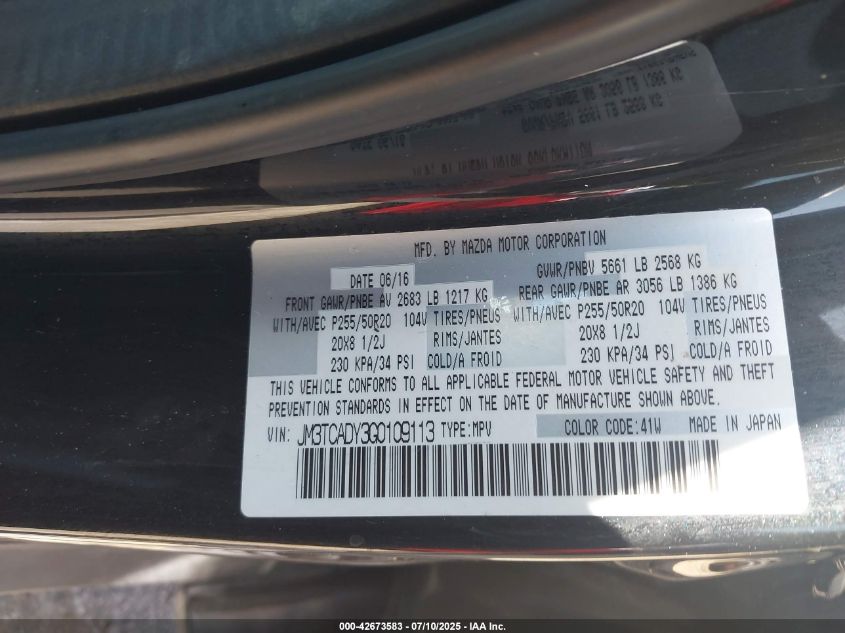 MFD. BY MAZDA MOTOR CORPORATION
DATE 06/16 GVWR/PNBV 5661 LB 2568 KG
FRONT GAWR/PNBE AV 2683 LB 1217 KG REAR GAWR/PNBE AR 3056 LB 1386 KG
WITH/AVEC P255/50R20 104V TIRES/PNEUS WITH/AVEC P255/50R20 104V TIRES/PNEUS
20X8 1/2J RIMS/JANTES 20X8 1/2J RIMS/JANTES
230 KPA/34 PSI COLD/A FROID 230 KPA/34 PSI COLD/A FROID
THIS VEHICLE CONFORMS TO ALL APPLICABLE FEDERAL MOTOR VEHICLE SAFETY AND THEFT
PREVENTION STANDARDS IN EFFECT ON THE DATE OF MANUFACTURE SHOWN ABOVE.
VIN: JM3TCADY3G0109113 TYPE:MPV COLOR CODE:41W MADE IN JAPAN
000-42673583 / 07/10/2025 - IAA Inc.